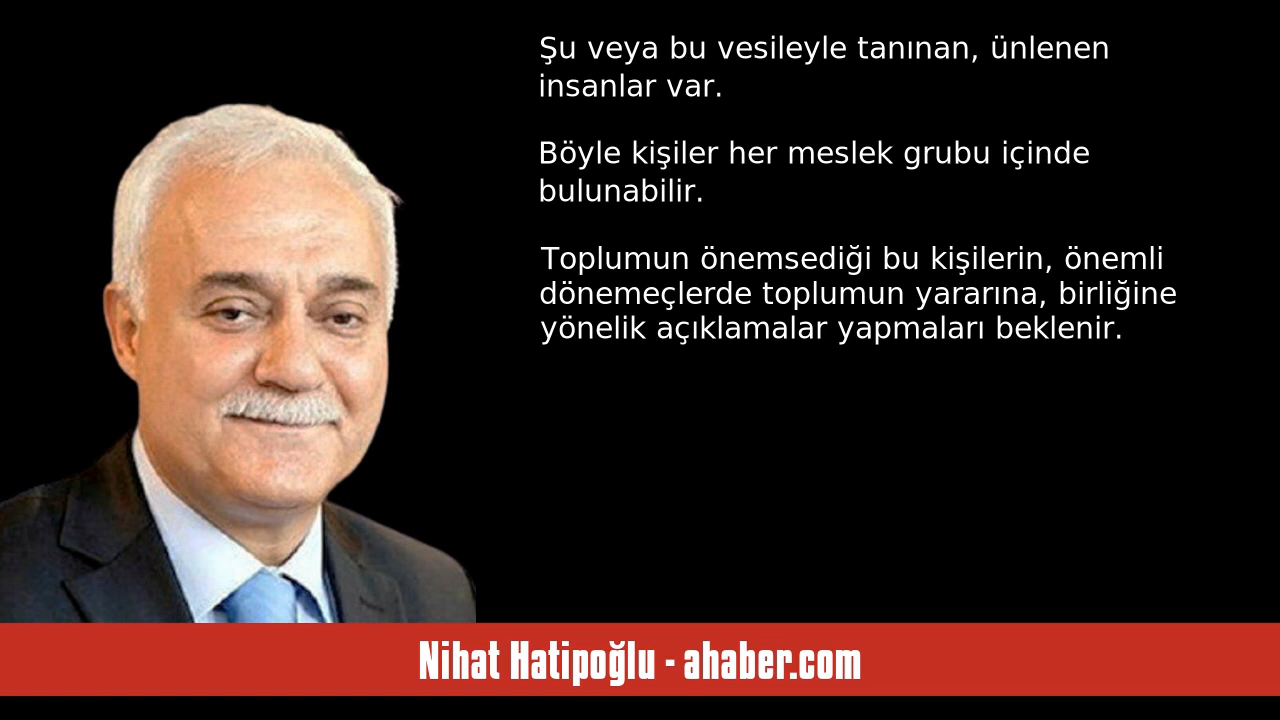 Şu veya bu vesileyle tanınan, ünlenen
insanlar var.
Böyle kişiler her meslek grubu içinde
bulunabilir.
Toplumun önemsediği bu kişilerin, önemli
dönemeçlerde toplumun yararına, birliğine
yönelik açıklamalar yapmaları beklenir.
Nihat Hatipoğlu - ahaber.com